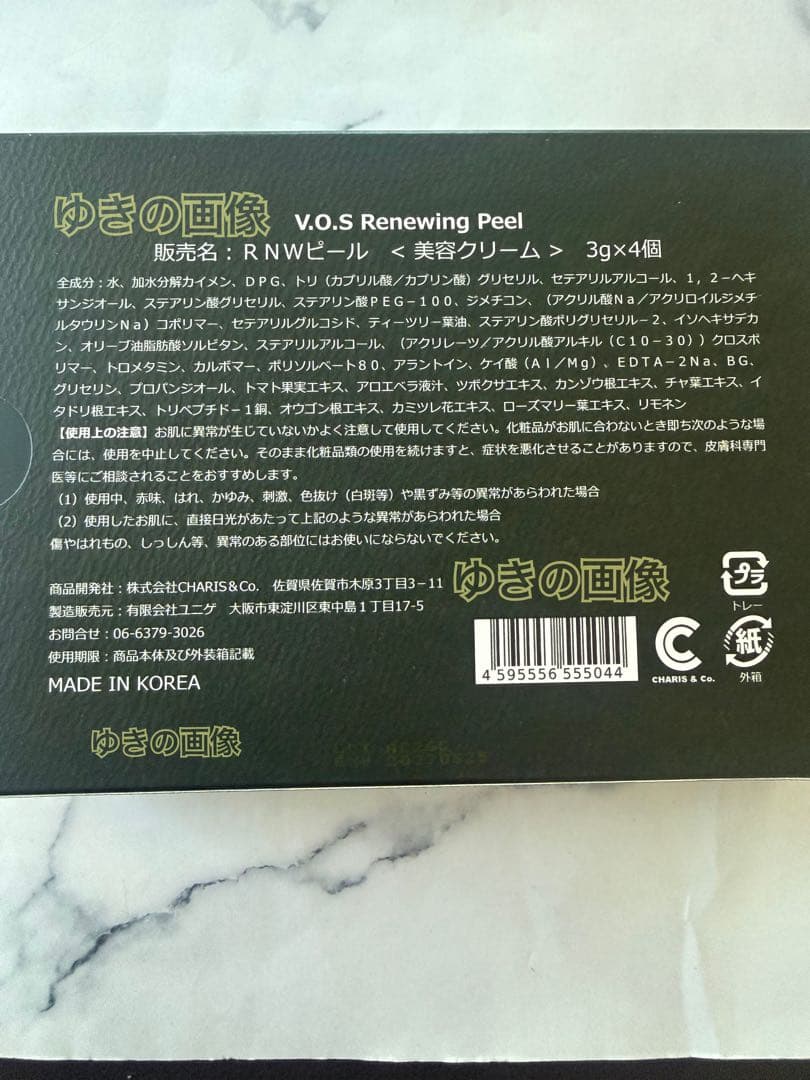 ゆきの画像
V.O.S Renewing Peel
販売名：ＲＮＷピール　＜ 美容クリーム ＞　3g×4個
全成分：水、加水分解カイメン、ＤＰＧ、トリ（カプリル酸／カプリン酸）グリセリル、セテアリルアルコール、１，２－ヘキ
サンジオール、ステアリン酸グリセリル、ステアリン酸ＰＥＧ－１００、ジメチコン、（アクリル酸Ｎａ／アクリロイルジメチ
ルタウリンＮａ）コポリマー、セテアリルグルコシド、ティーツリー葉油、ステアリン酸ポリグリセリル－２、イソヘキサデカ
ン、オリーブ油脂肪酸ソルビタン、ステアリルアルコール、（アクリレーツ／アクリル酸アルキル（Ｃ１０－３０））クロスポ
リマー、トロメタミン、カルボマー、ポリソルベート８０、アラントイン、ケイ酸（Ａｌ／Ｍｇ）、ＥＤＴＡ－２Ｎａ、ＢＧ、
グリセリン、プロパンジオール、トマト果実エキス、アロエベラ液汁、ツボクサエキス、カンゾウ根エキス、チャ葉エキス、イ
タドリ根エキス、トリペプチド－１銅、オウゴン根エキス、カミツレ花エキス、ローズマリー葉エキス、リモネン
【使用上の注意】お肌に異常が生じていないかよく注意して使用してください。化粧品がお肌に合わないとき即ち次のような場
合には、使用を中止してください。そのまま化粧品類の使用を続けますと、症状を悪化させることがありますので、皮膚科専門
医等にご相談されることをおすすめします。
（1）使用中、赤味、はれ、かゆみ、刺激、色抜け（白斑等）や黒ずみ等の異常があらわれた場合
（2）使用したお肌に、直接日光があたって上記のような異常があらわれた場合
傷やはれもの、しっしん等、異常のある部位にはお使いにならないでください。
商品開発社：株式会社CHARIS＆Co.　佐賀県佐賀市木原3丁目3－11
ゆきの画像
製造販売元：有限会社ユニゲ　大阪市東淀川区東中島１丁目17-5
お問合せ：06-6379-3026
使用期限：商品本体及び外装箱記載
MADE IN KOREA
4 595556 555044
CHARIS & Co.
プラ
トレー
紙
外箱
ゆきの画像